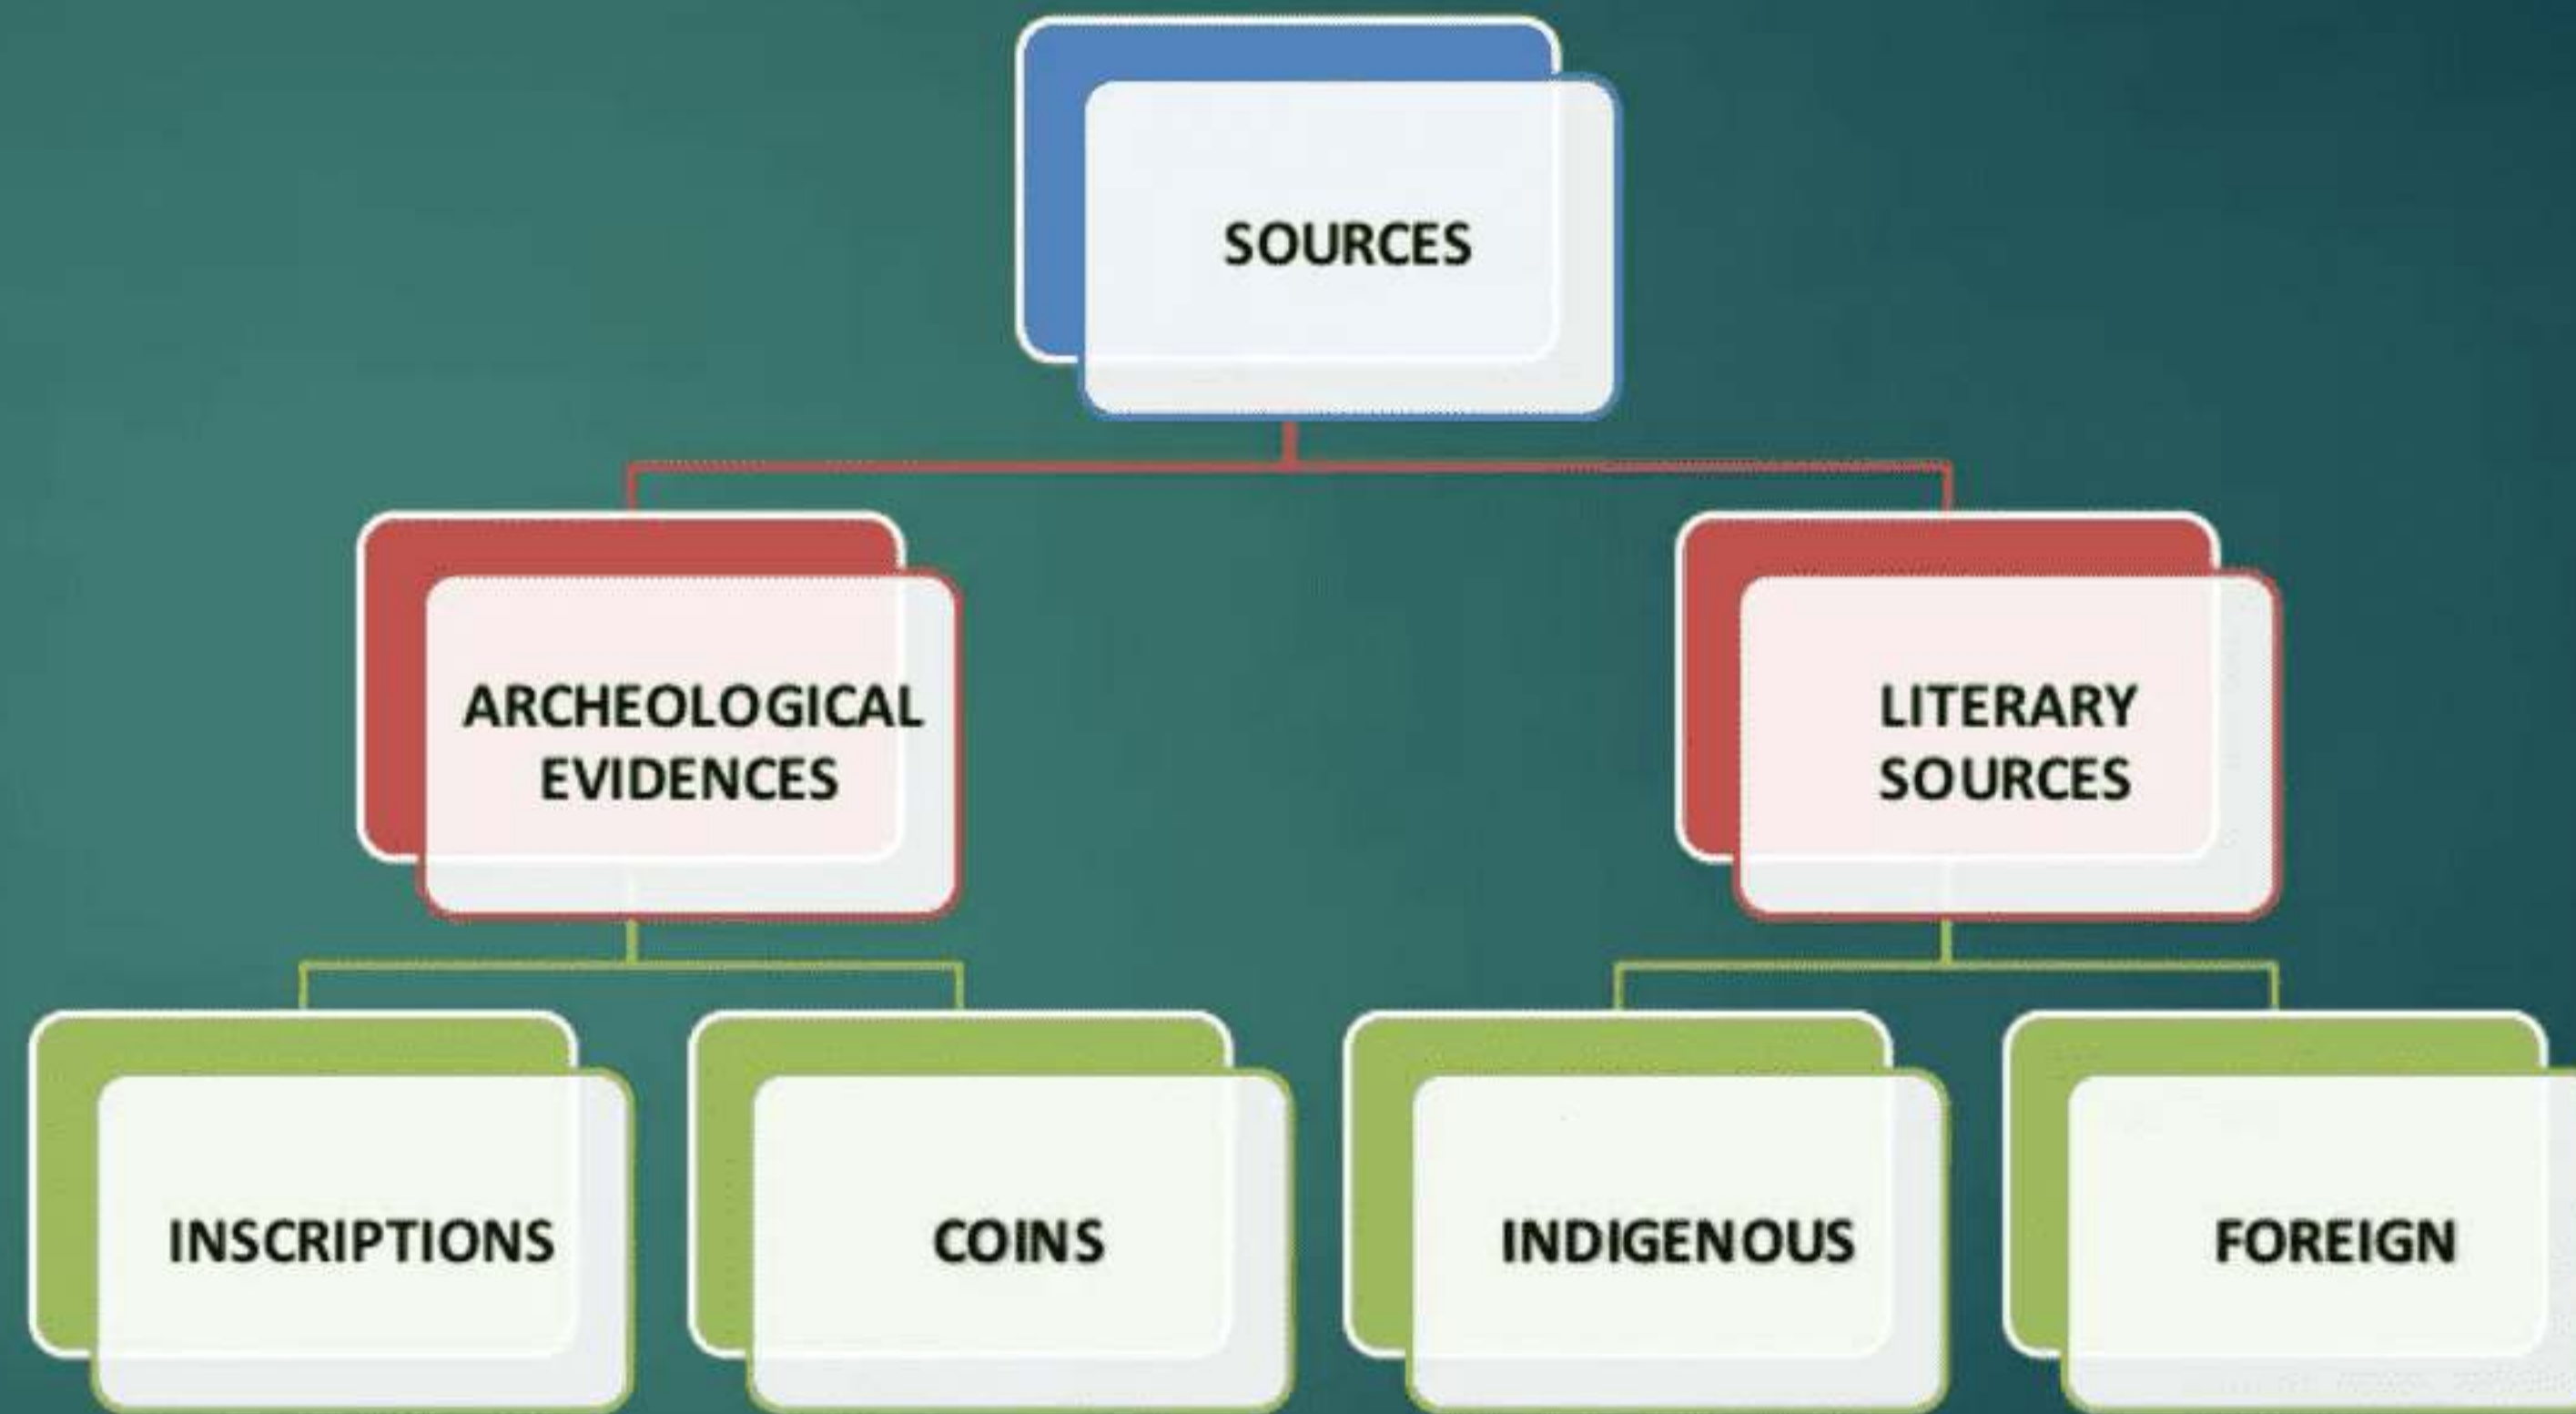 SOURCES
ARCHEOLOGICAL
EVIDENCES
LITERARY
SOURCES
INSCRIPTIONS
COINS
INDIGENOUS
FOREIGN